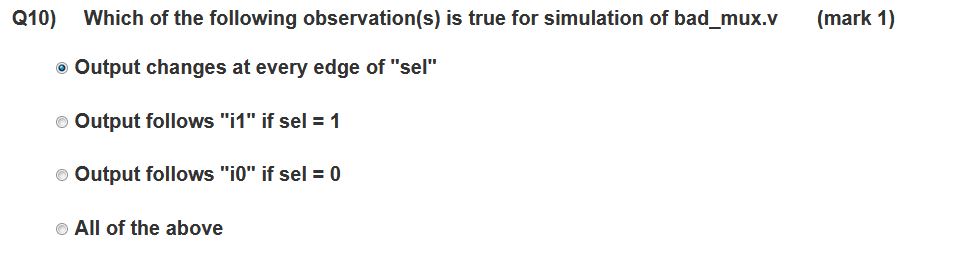 Q10) Which of the following observation(s) is true for simulation of bad_mux.v (mark 1)
Output changes at every edge of "sel"
Output follows "i1" if sel = 1
Output follows "i0" if sel = 0
All of the above